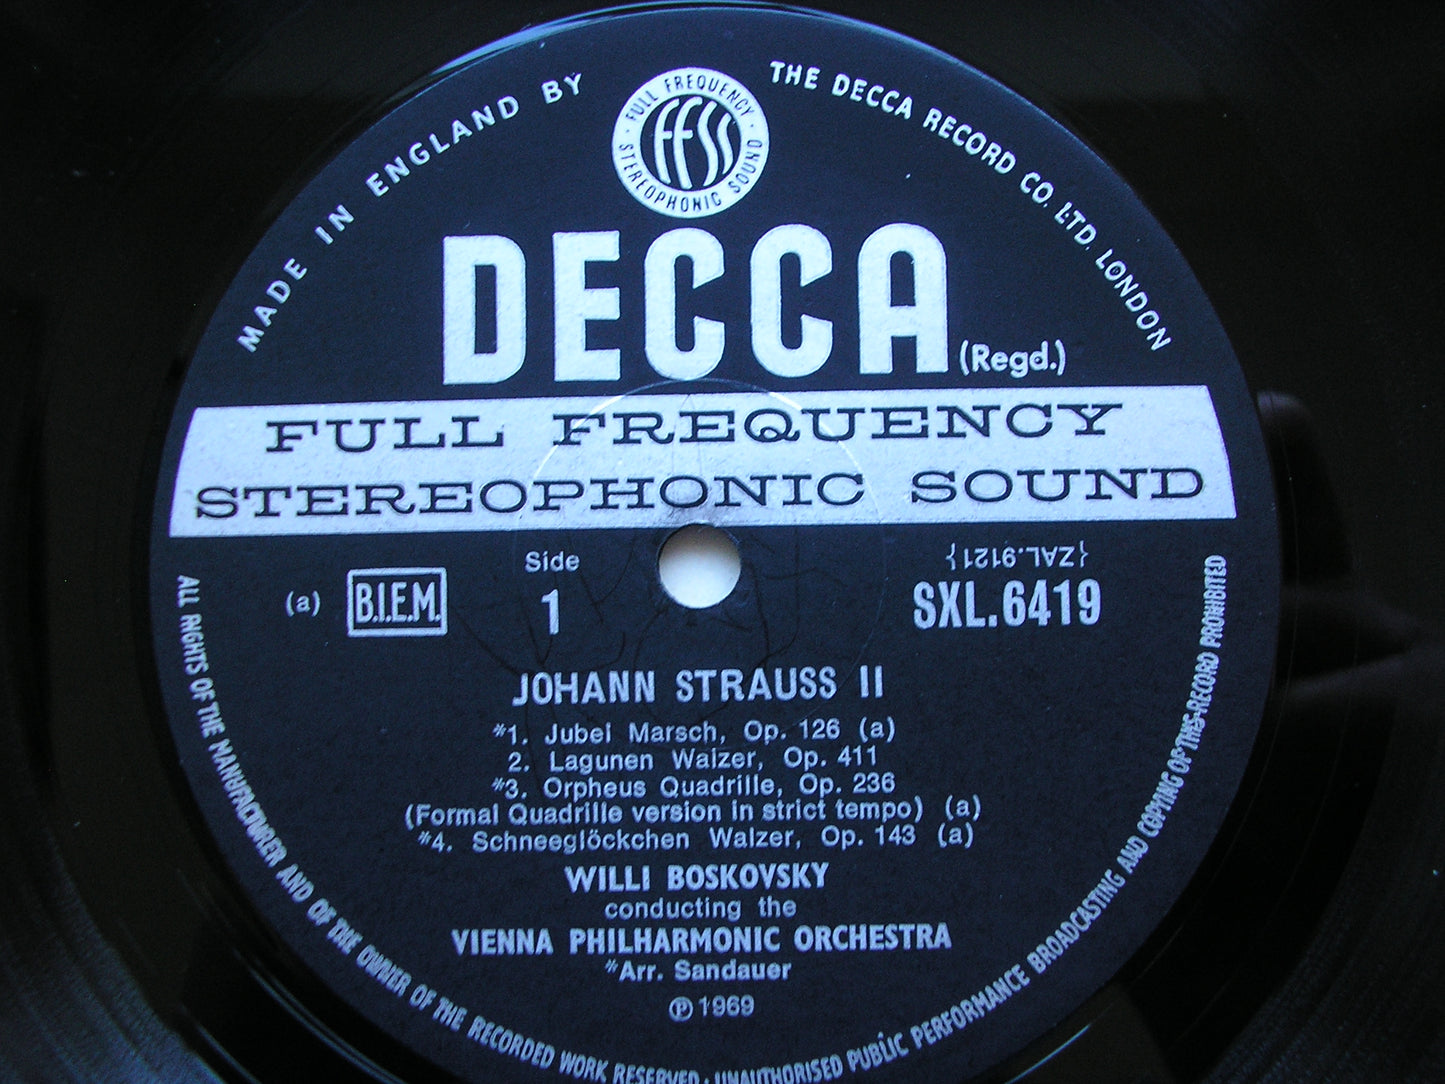 MADE IN ENGLAND BY
THE DECCA RECORD CO. LTD. LONDON
· FULL FREQUENCY ·
STEREOPHONIC SOUND
FFSS
DECCA
(Regd.)
FULL FREQUENCY
STEREOPHONIC SOUND
{ZAL.9121}
Side
1
(a) B.I.E.M.
SXL.6419
JOHANN STRAUSS II
*1. Jubel Marsch, Op. 126 (a)
2. Lagunen Walzer, Op. 411
*3. Orpheus Quadrille, Op. 236
(Formal Quadrille version in strict tempo) (a)
*4. Schneeglöckchen Walzer, Op. 143 (a)
WILLI BOSKOVSKY
conducting the
VIENNA PHILHARMONIC ORCHESTRA
*Arr. Sandauer
℗ 1969
ALL RIGHTS OF THE MANUFACTURER AND OF THE OWNER OF THE RECORDED WORK RESERVED · UNAUTHORISED PUBLIC PERFORMANCE BROADCASTING AND COPYING OF THIS RECORD PROHIBITED